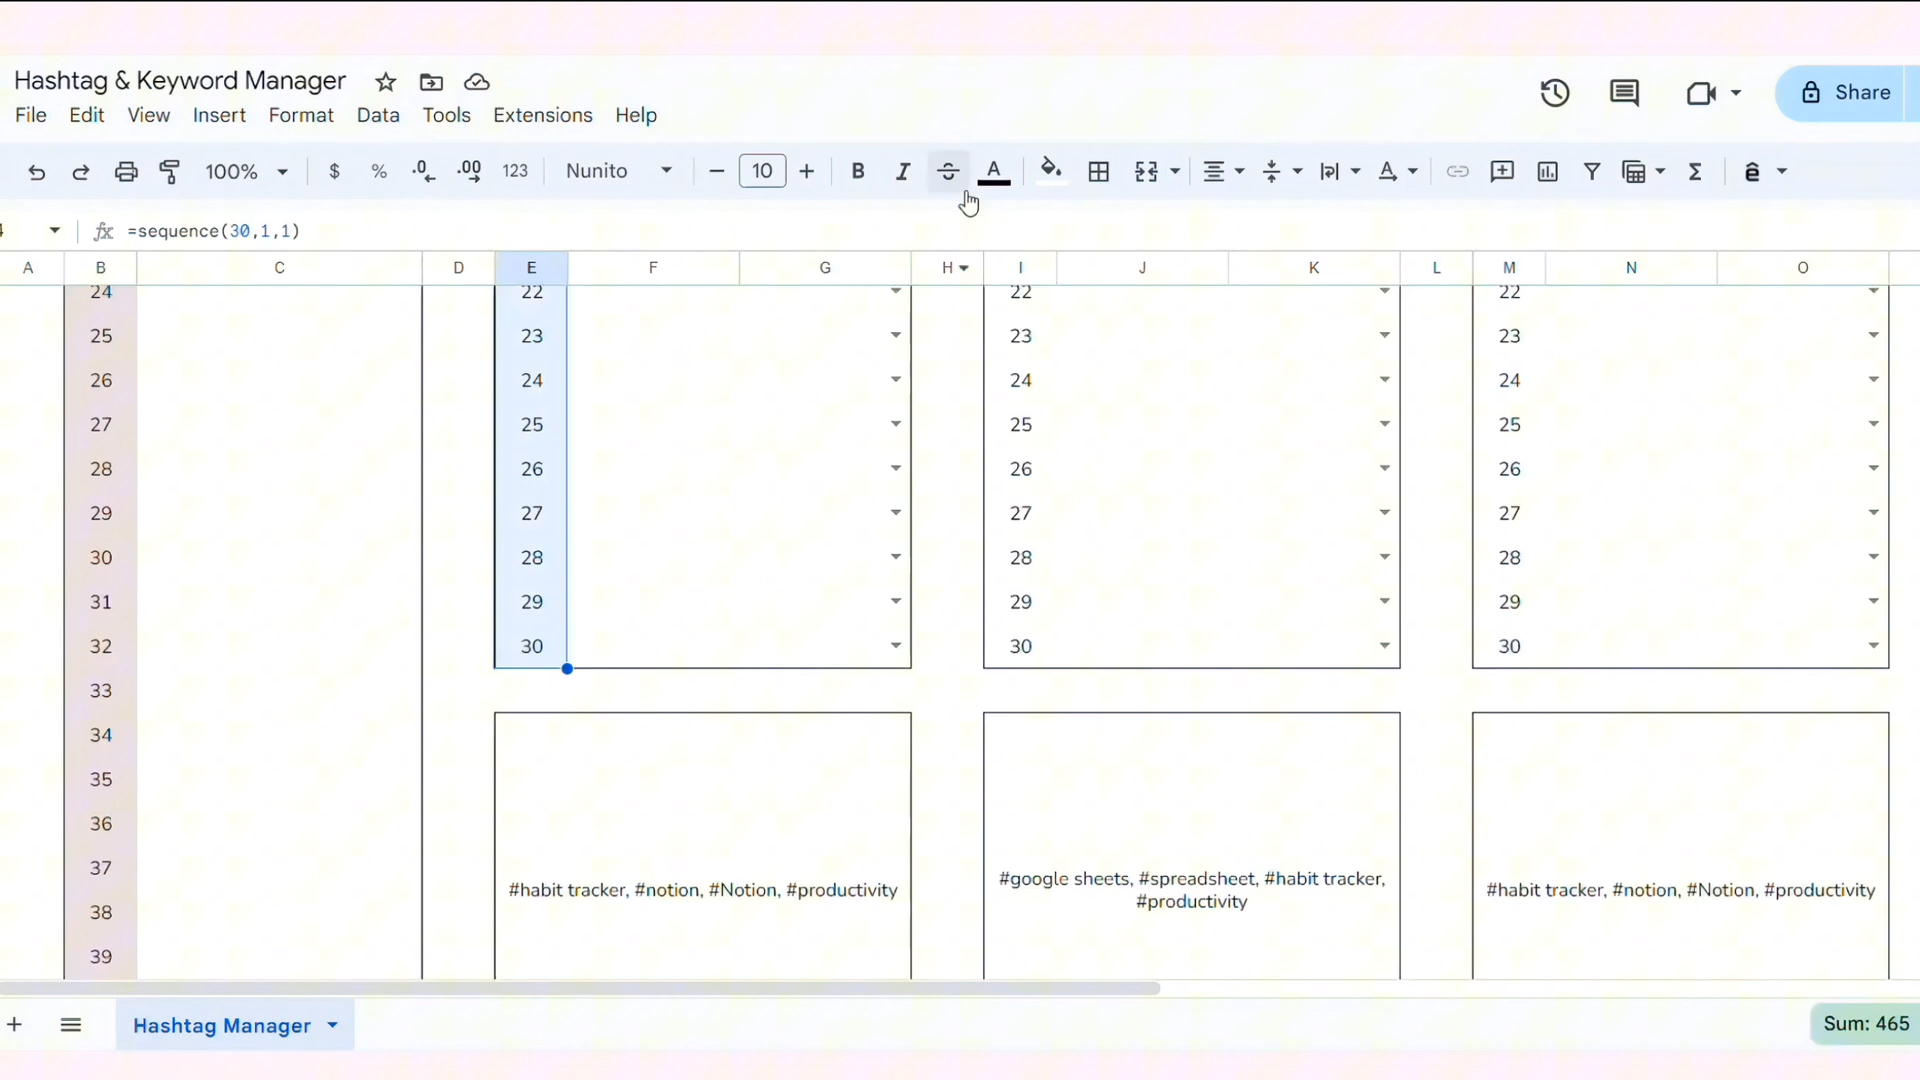 Hashtag & Keyword Manager
Share
File Edit View Insert Format Data Tools Extensions Help
100% $ % .0 .00 123 Nunito 10 B I A A Σ ê
fx =sequence(30,1,1)
A B C D E F G H I J K L M N O
24 22 22 22
25 23 23 23
26 24 24 24
27 25 25 25
28 26 26 26
29 27 27 27
30 28 28 28
31 29 29 29
32 30 30 30
33
34
35
36
37 #google sheets, #spreadsheet, #habit tracker,
#habit tracker, #notion, #Notion, #productivity #productivity #habit tracker, #notion, #Notion, #productivity
38
39
Hashtag Manager
Sum: 465